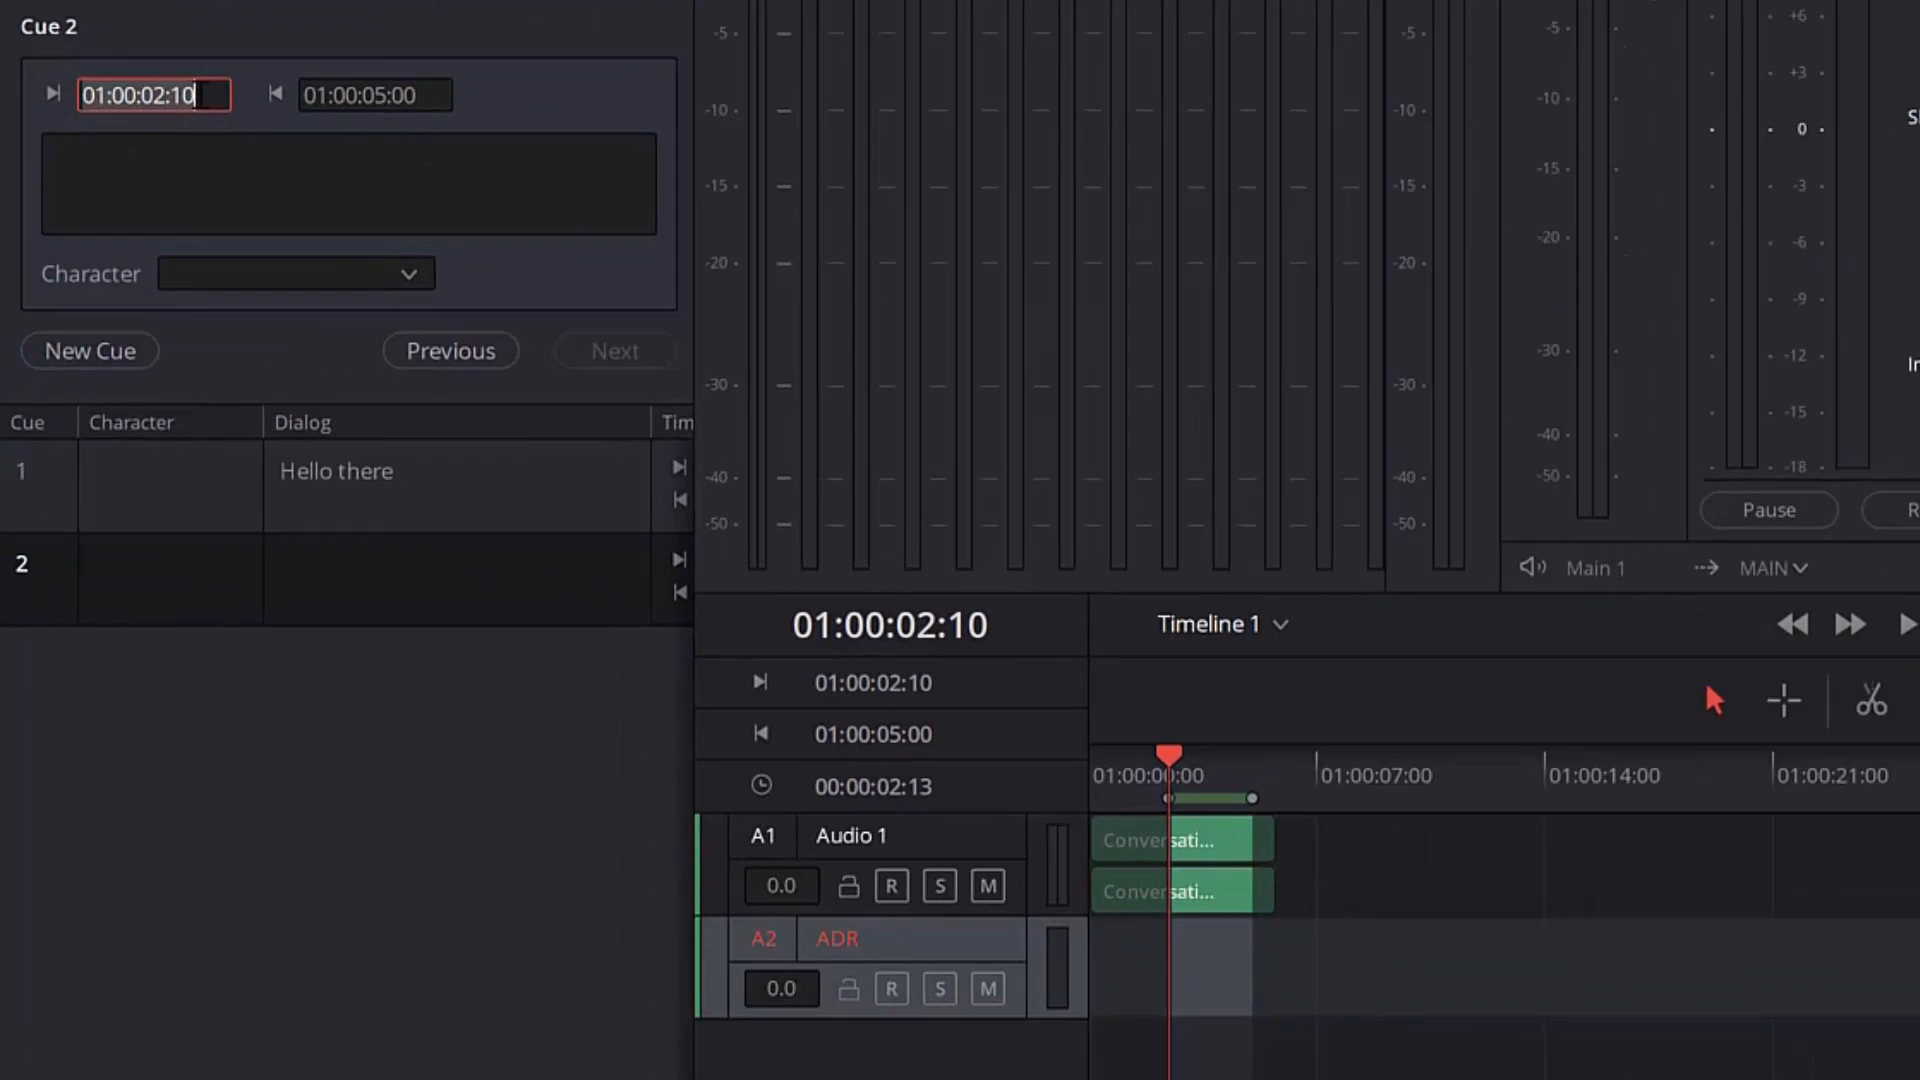 Cue 2
01:00:02:10
01:00:05:00
Character
New Cue
Previous
Next
Cue Character Dialog Tim
1 Hello there
2
-5 -5 -5 +6
-10 -10 -10 +3
0
-15 -15 -15 -3
-20 -20 -20 -6
-9
-30 -30 -30 -12
-15
-40 -40 -40
-50 -50 -50 -18
Pause R
Main 1 MAIN
01:00:02:10 Timeline 1
01:00:02:10
01:00:05:00
00:00:02:13
01:00:00:00 01:00:07:00 01:00:14:00 01:00:21:00
A1 Audio 1
0.0 R S M
Conversati...
Conversati...
A2 ADR
0.0 R S M